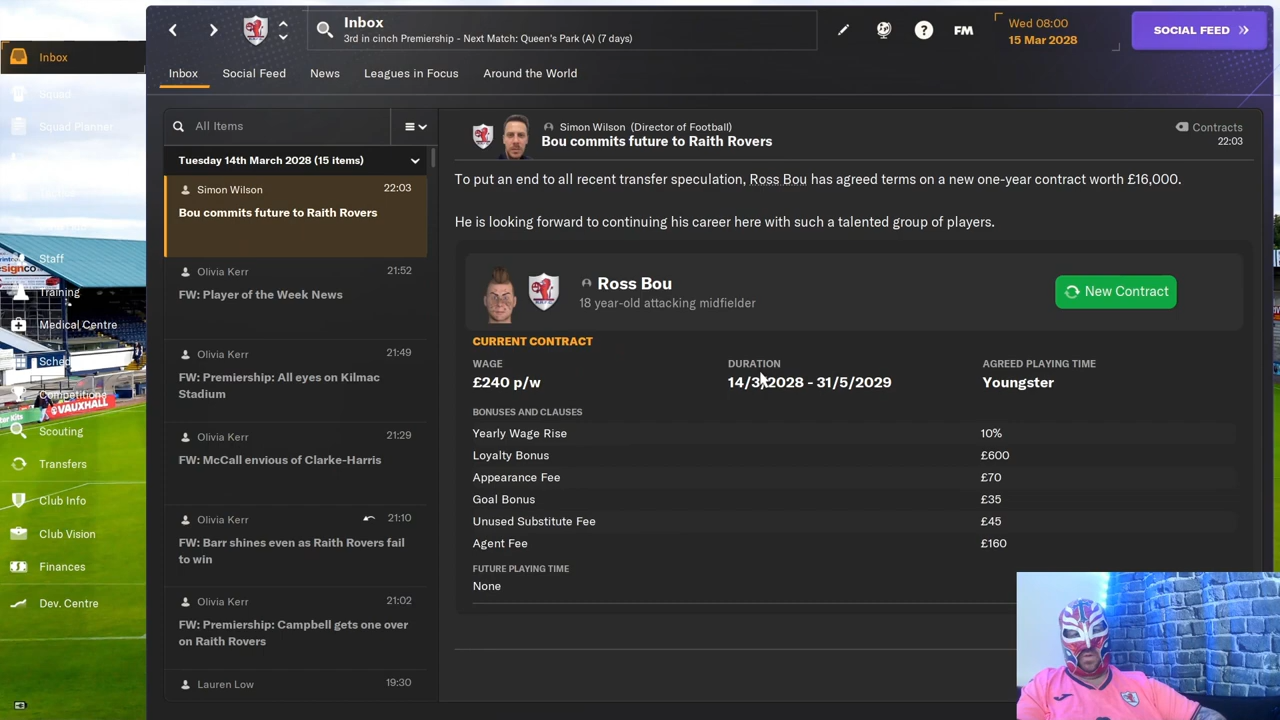 Inbox
3rd in cinch Premiership - Next Match: Queen's Park (A) (7 days)
FM
Wed 08:00
15 Mar 2028
SOCIAL FEED
Inbox
Squad
Squad Planner
Staff
Training
Medical Centre
Sched
Competitions
Scouting
Transfers
Club Info
Club Vision
Finances
Dev. Centre
esignco
Kits
VAUXHALL
Inbox Social Feed News Leagues in Focus Around the World
All Items
Tuesday 14th March 2028 (15 items)
Simon Wilson 22:03
Bou commits future to Raith Rovers
Olivia Kerr 21:52
FW: Player of the Week News
Olivia Kerr 21:49
FW: Premiership: All eyes on Kilmac
Stadium
Olivia Kerr 21:29
FW: McCall envious of Clarke-Harris
Olivia Kerr 21:10
FW: Barr shines even as Raith Rovers fail
to win
Olivia Kerr 21:02
FW: Premiership: Campbell gets one over
on Raith Rovers
Lauren Low 19:30
Simon Wilson (Director of Football)
Bou commits future to Raith Rovers
Contracts
22:03
To put an end to all recent transfer speculation, Ross Bou has agreed terms on a new one-year contract worth £16,000.
He is looking forward to continuing his career here with such a talented group of players.
Ross Bou
18 year-old attacking midfielder
New Contract
CURRENT CONTRACT
WAGE DURATION AGREED PLAYING TIME
£240 p/w 14/3/2028 - 31/5/2029 Youngster
BONUSES AND CLAUSES
Yearly Wage Rise 10%
Loyalty Bonus £600
Appearance Fee £70
Goal Bonus £35
Unused Substitute Fee £45
Agent Fee £160
FUTURE PLAYING TIME
None